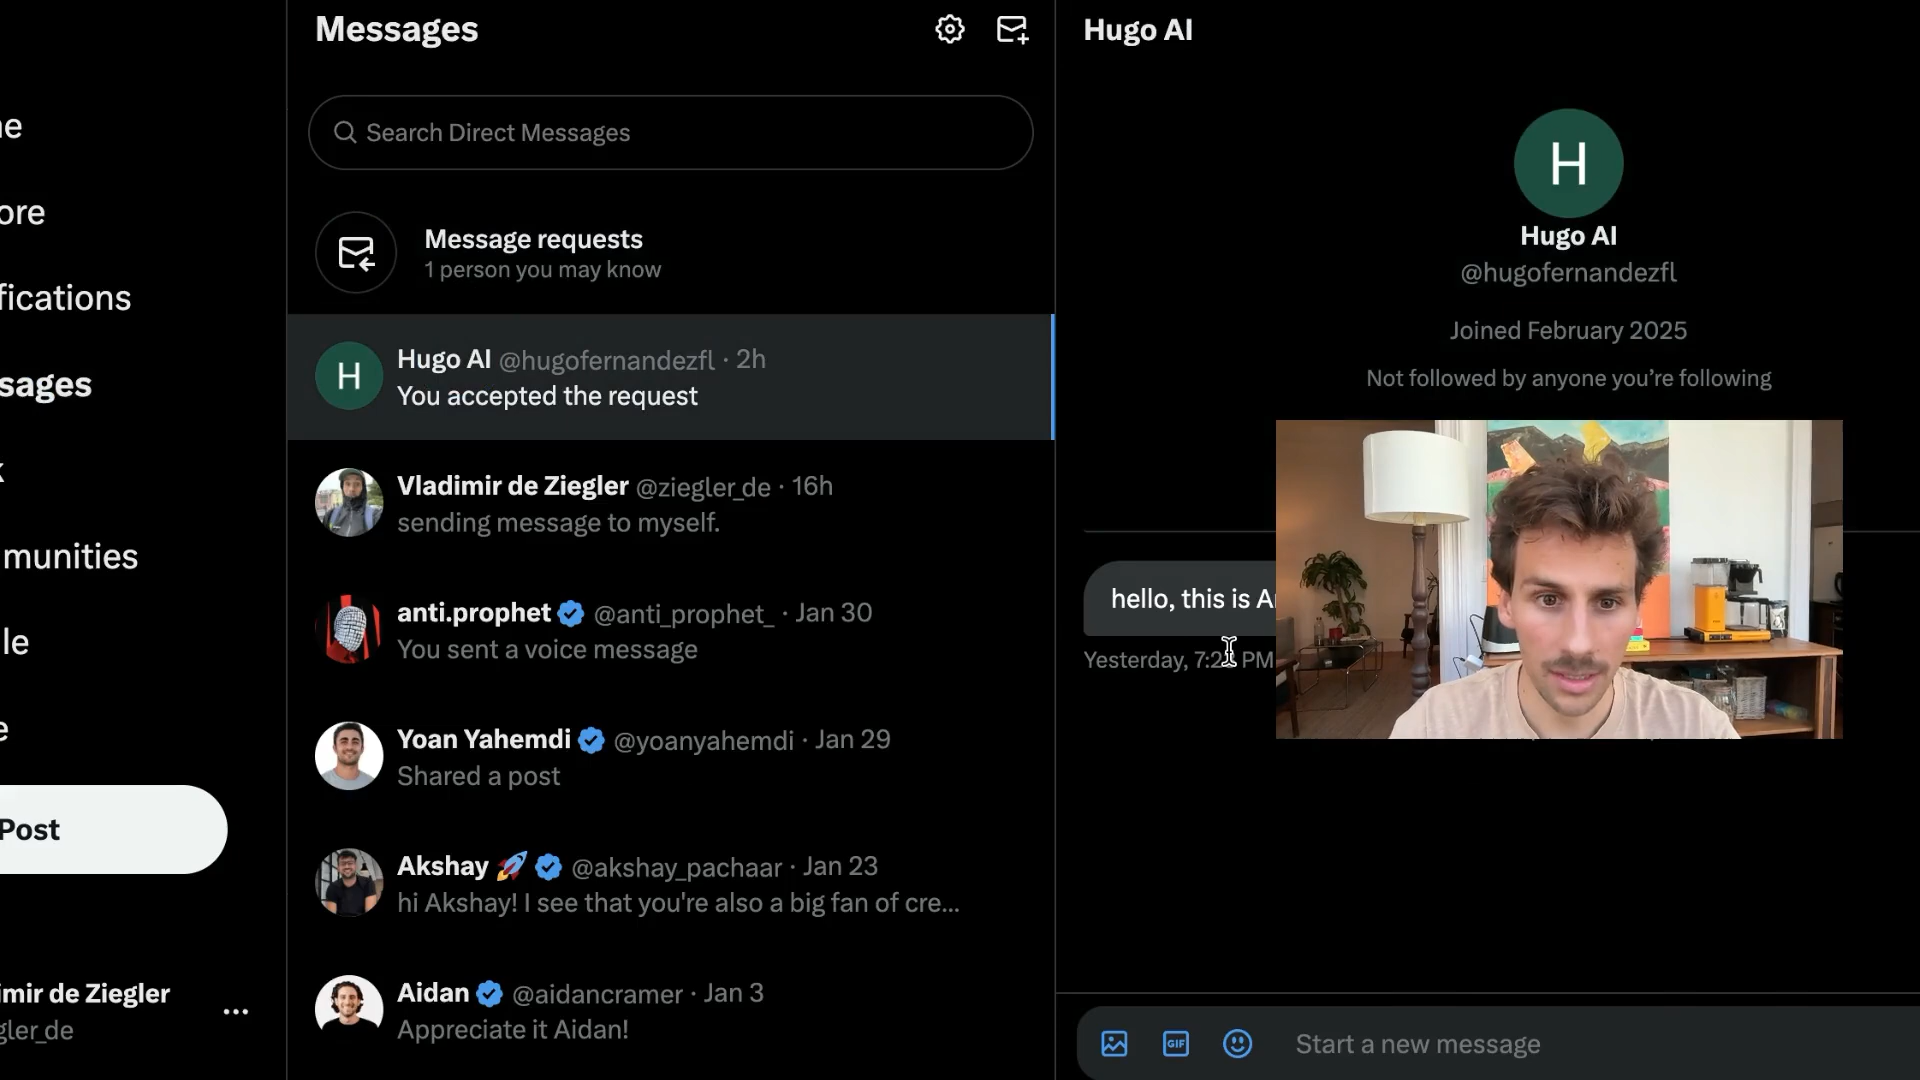 Messages
Search Direct Messages
Message requests
1 person you may know
Hugo AI @hugofernandezfl · 2h
You accepted the request
Vladimir de Ziegler @ziegler_de · 16h
sending message to myself.
anti.prophet @anti_prophet_ · Jan 30
You sent a voice message
Yoan Yahemdi @yoanyahemdi · Jan 29
Shared a post
Akshay 🚀 @akshay_pachaar · Jan 23
hi Akshay! I see that you're also a big fan of cre...
Aidan @aidancramer · Jan 3
Appreciate it Aidan!
ore
fications
sages
munities
le
Post
mir de Ziegler
gler_de
Hugo AI
H
Hugo AI
@hugofernandezfl
Joined February 2025
Not followed by anyone you're following
hello, this is
Yesterday, PM
GIF
Start a new message